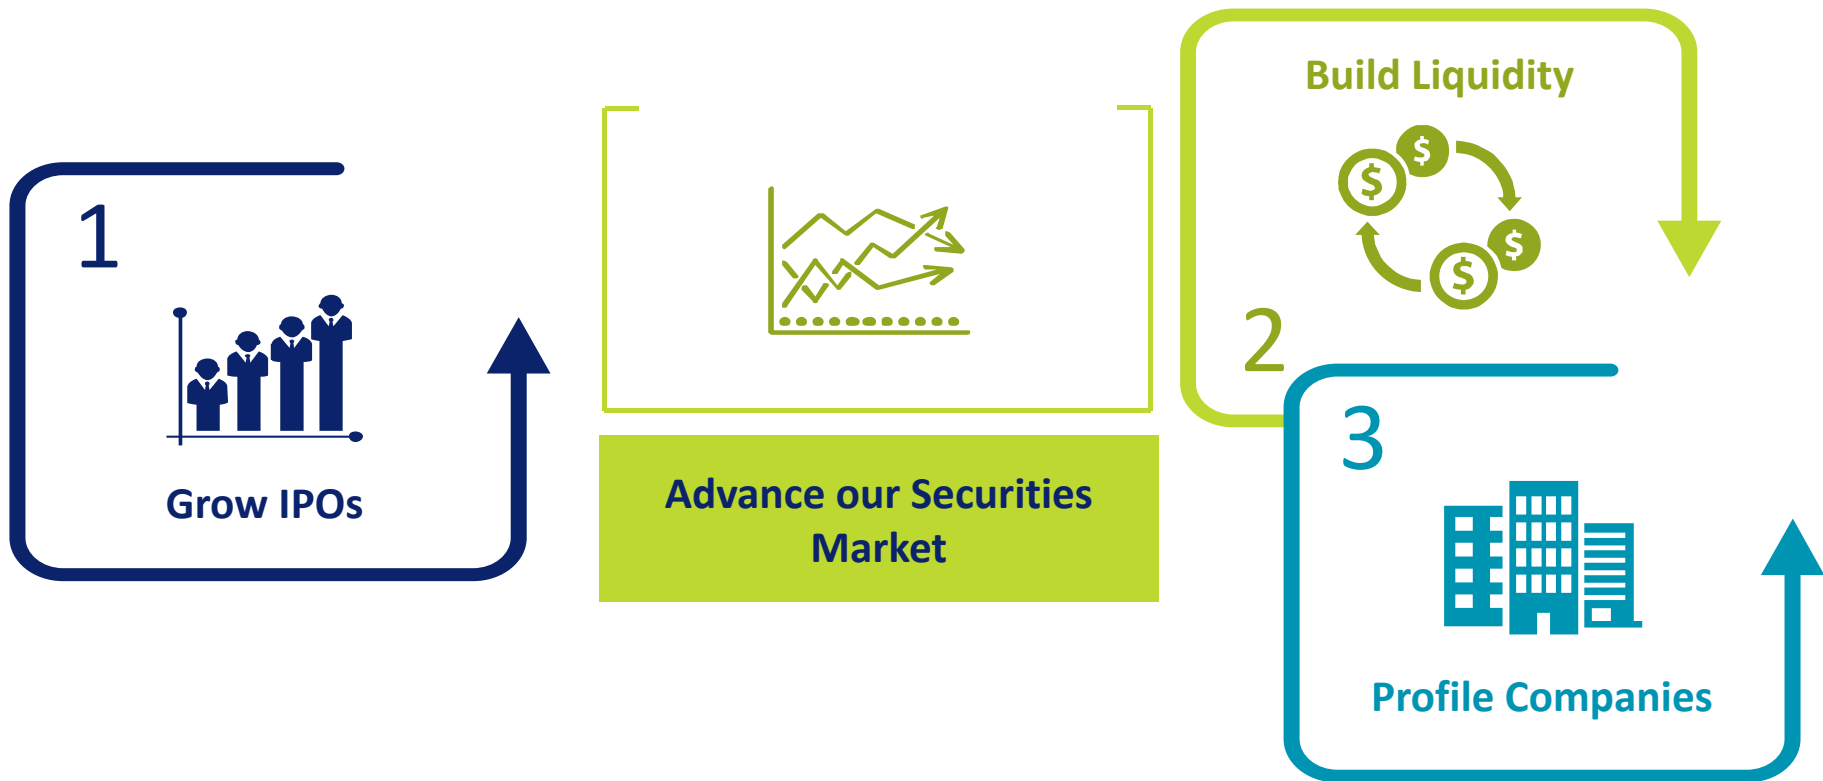 1
Grow IPOs
Advance our Securities
Market
Build Liquidity
$
$
$
$
2
3
Profile Companies